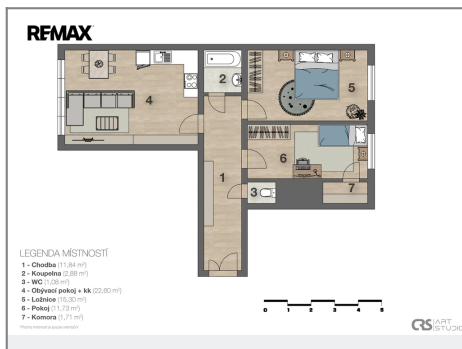 RE/MAX
4
2
5
1
6
3
7
LEGENDA MÍSTNOSTÍ
1 - Chodba (11,84 m²)
2 - Koupelna (2,88 m²)
3 - WC (1,08 m²)
4 - Obývací pokoj + kk (22,60 m²)
5 - Ložnice (15,30 m²)
6 - Pokoj (11,73 m²)
7 - Komora (1,71 m²)
0 1 2 3 4 5
CRS ART
STUDIO